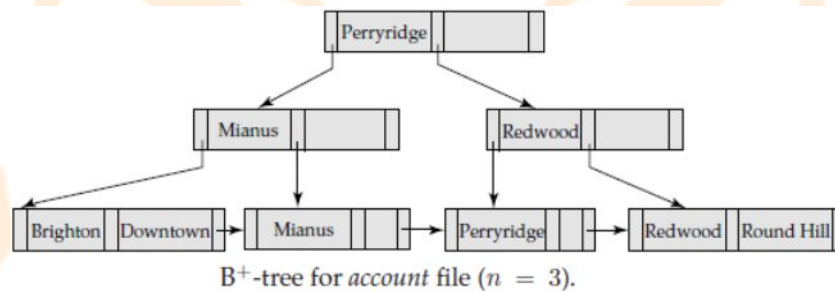 Perryridge
Mianus Redwood
Brighton Downtown Mianus Perryridge Redwood Round Hill
B+-tree for account file (n = 3).